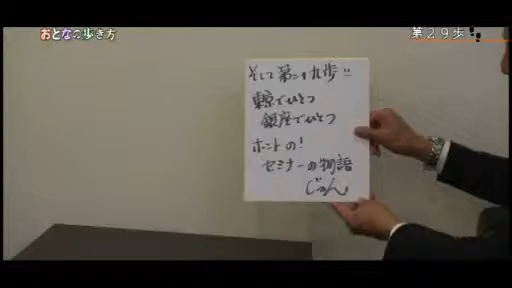 おとなの歩き方
第29歩
そして第二十九歩!!
東京でひとつ
銀座でひとつ
ホントの!
セミナーの物語
じゅん